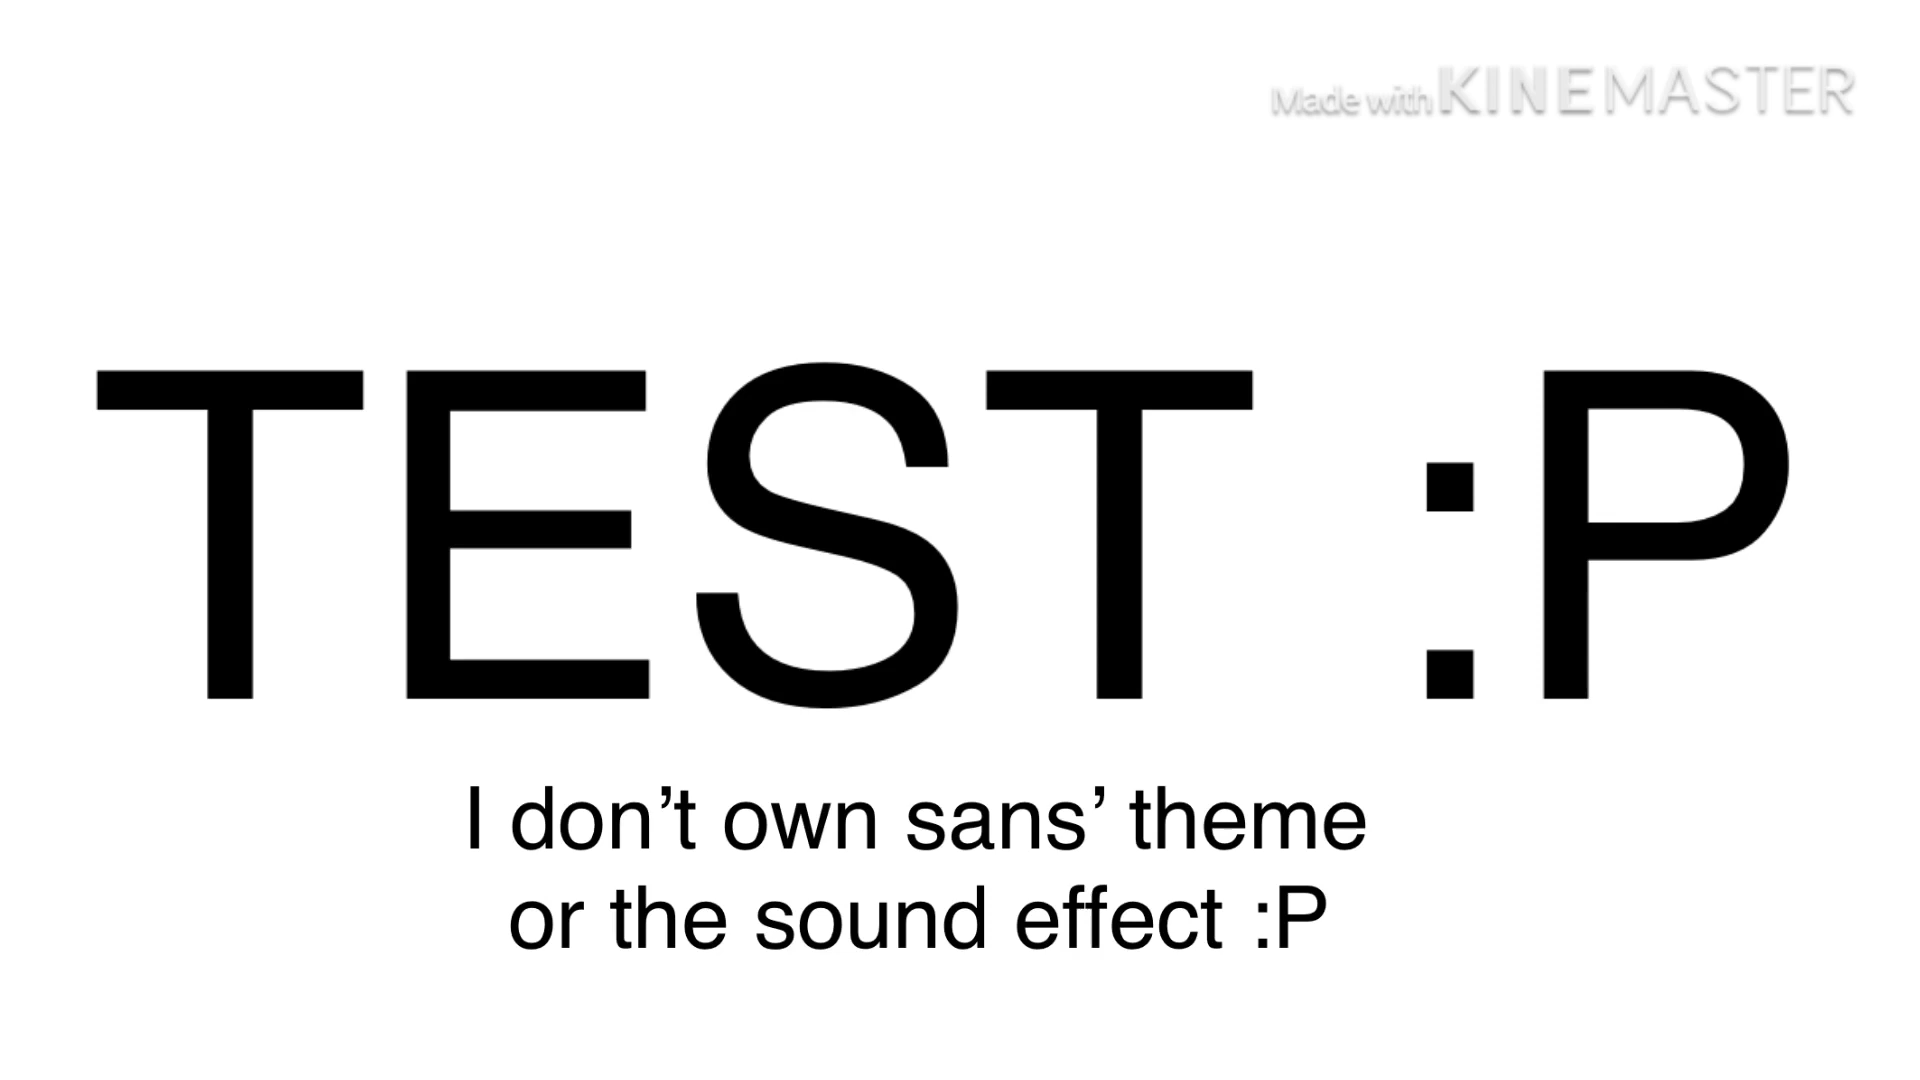 Made with KINEMASTER
TEST :P
I don’t own sans’ theme
or the sound effect :P